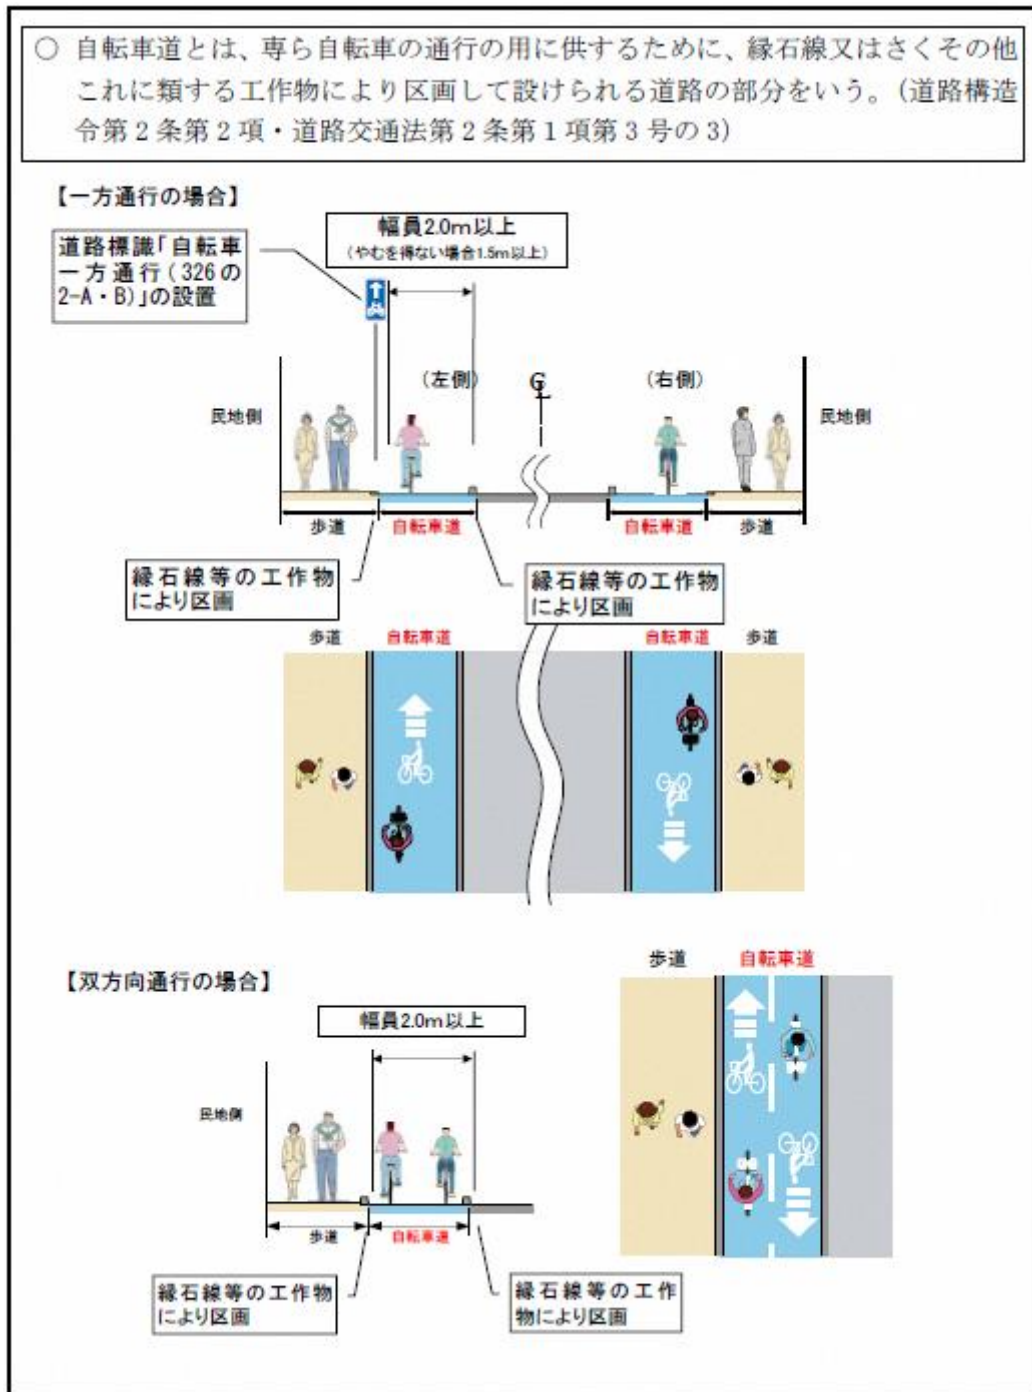 ○ 自転車道とは、専ら自転車の通行の用に供するために、縁石線又はさくその他
これに類する工作物により区画して設けられる道路の部分をいう。(道路構造
令第2条第2項・道路交通法第2条第1項第3号の3)
【一方通行の場合】
幅員2.0m以上
(やむを得ない場合1.5m以上)
道路標識「自転車
一方通行(326の
2-A・B)」の設置
(左側)
CL
(右側)
民地側
民地側
歩道
自転車道
自転車道
歩道
縁石線等の工作物
により区画
縁石線等の工作物
により区画
歩道
自転車道
自転車道
歩道
【双方向通行の場合】
幅員2.0m以上
民地側
歩道
自転車道
縁石線等の工作物
により区画
縁石線等の工作
物により区画
歩道
自転車道